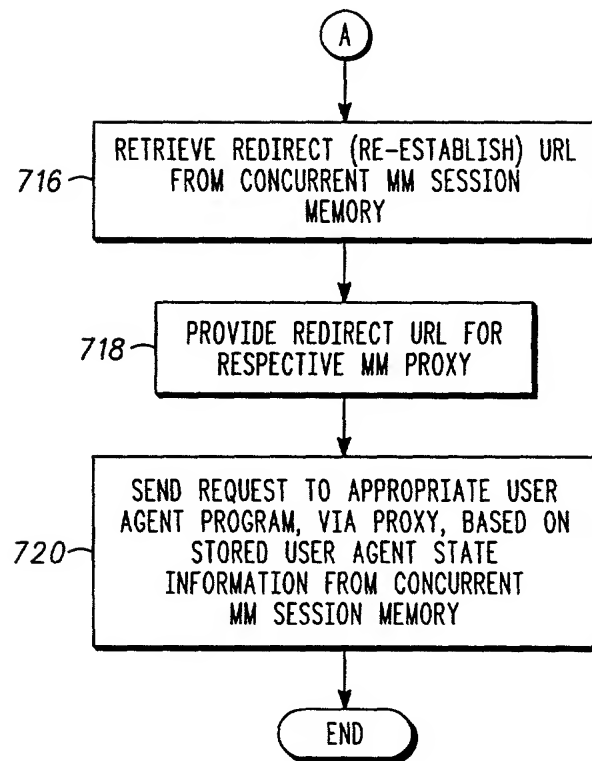 A
716
RETRIEVE REDIRECT (RE-ESTABLISH) URL
FROM CONCURRENT MM SESSION
MEMORY
718
PROVIDE REDIRECT URL FOR
RESPECTIVE MM PROXY
720
SEND REQUEST TO APPROPRIATE USER
AGENT PROGRAM, VIA PROXY, BASED ON
STORED USER AGENT STATE
INFORMATION FROM CONCURRENT
MM SESSION MEMORY
END